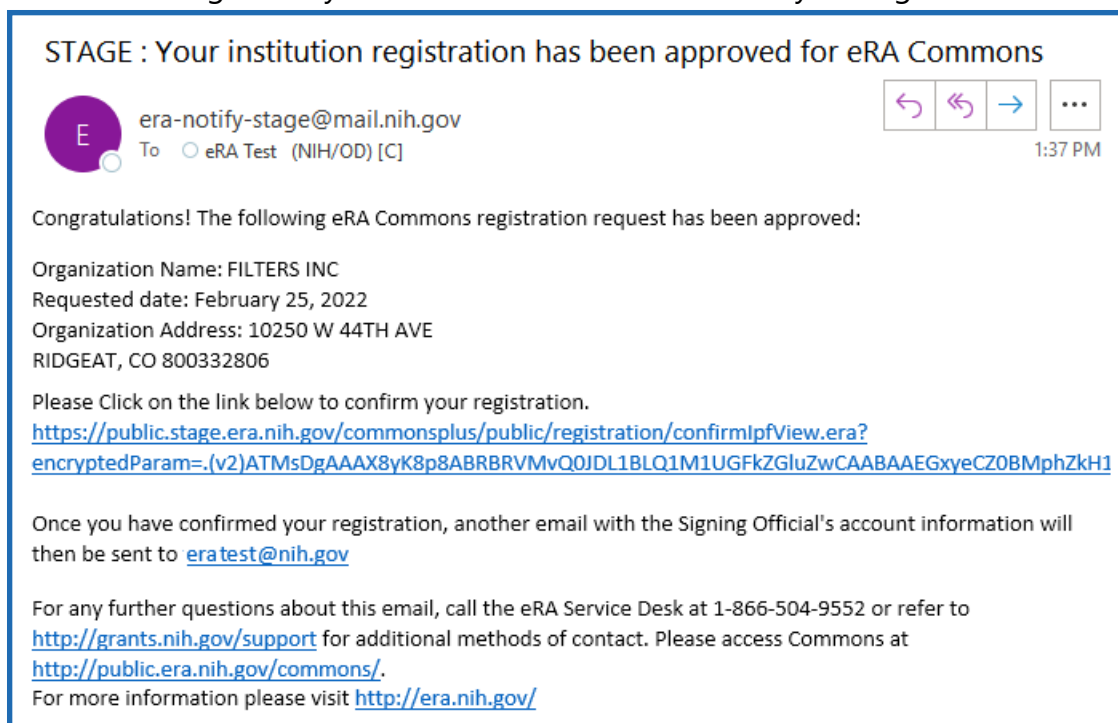 STAGE : Your institution registration has been approved for eRA Commons
E
era-notify-stage@mail.nih.gov
To eRA Test (NIH/OD) [C]
1:37 PM
Congratulations! The following eRA Commons registration request has been approved:
Organization Name: FILTERS INC
Requested date: February 25, 2022
Organization Address: 10250 W 44TH AVE
RIDGEAT, CO 800332806
Please Click on the link below to confirm your registration.
https://public.stage.era.nih.gov/commonsplus/public/registration/confirmIpfView.era?
encryptedParam=.(v2)ATMsDgAAAX8yK8p8ABRBRVMvQ0JDL1BLQ1M1UGFkZGluZwCAABAAEGxyeCZ0BMphZkH1
Once you have confirmed your registration, another email with the Signing Official's account information will
then be sent to eratest@nih.gov
For any further questions about this email, call the eRA Service Desk at 1-866-504-9552 or refer to
http://grants.nih.gov/support for additional methods of contact. Please access Commons at
http://public.era.nih.gov/commons/.
For more information please visit http://era.nih.gov/